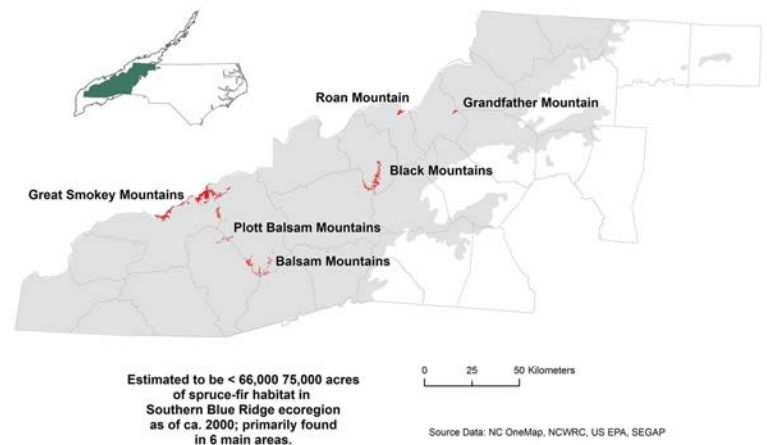 Roan Mountain
Grandfather Mountain
Black Mountains
Great Smokey Mountains
Plott Balsam Mountains
Balsam Mountains
Estimated to be < 66,000 75,000 acres
of spruce-fir habitat in
Southern Blue Ridge ecoregion
as of ca. 2000; primarily found
in 6 main areas.
0 25 50 Kilometers
Source Data: NC OneMap, NCWRC, US EPA, SEGAP